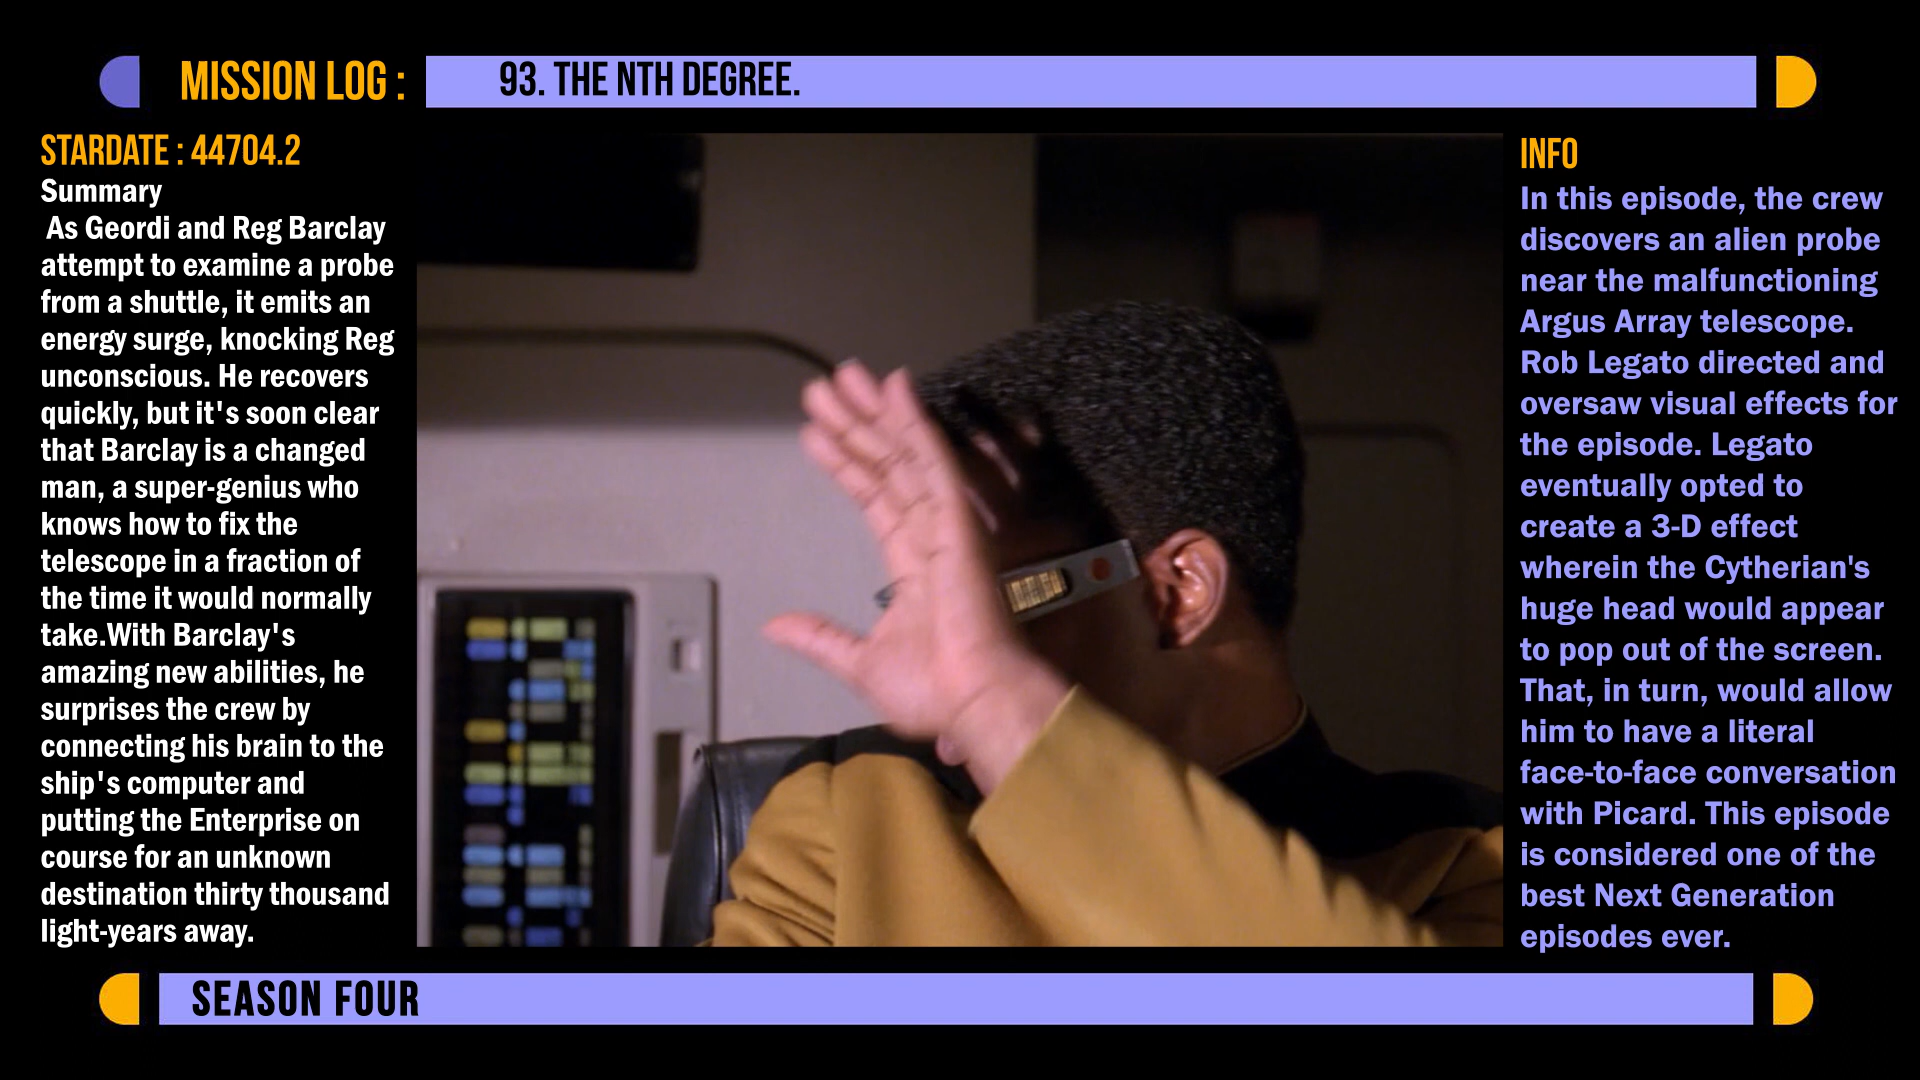 MISSION LOG :
93. THE NTH DEGREE.
STARDATE : 44704.2
Summary
As Geordi and Reg Barclay
attempt to examine a probe
from a shuttle, it emits an
energy surge, knocking Reg
unconscious. He recovers
quickly, but it's soon clear
that Barclay is a changed
man, a super-genius who
knows how to fix the
telescope in a fraction of
the time it would normally
take.With Barclay's
amazing new abilities, he
surprises the crew by
connecting his brain to the
ship's computer and
putting the Enterprise on
course for an unknown
destination thirty thousand
light-years away.
INFO
In this episode, the crew
discovers an alien probe
near the malfunctioning
Argus Array telescope.
Rob Legato directed and
oversaw visual effects for
the episode. Legato
eventually opted to
create a 3-D effect
wherein the Cytherian's
huge head would appear
to pop out of the screen.
That, in turn, would allow
him to have a literal
face-to-face conversation
with Picard. This episode
is considered one of the
best Next Generation
episodes ever.
SEASON FOUR